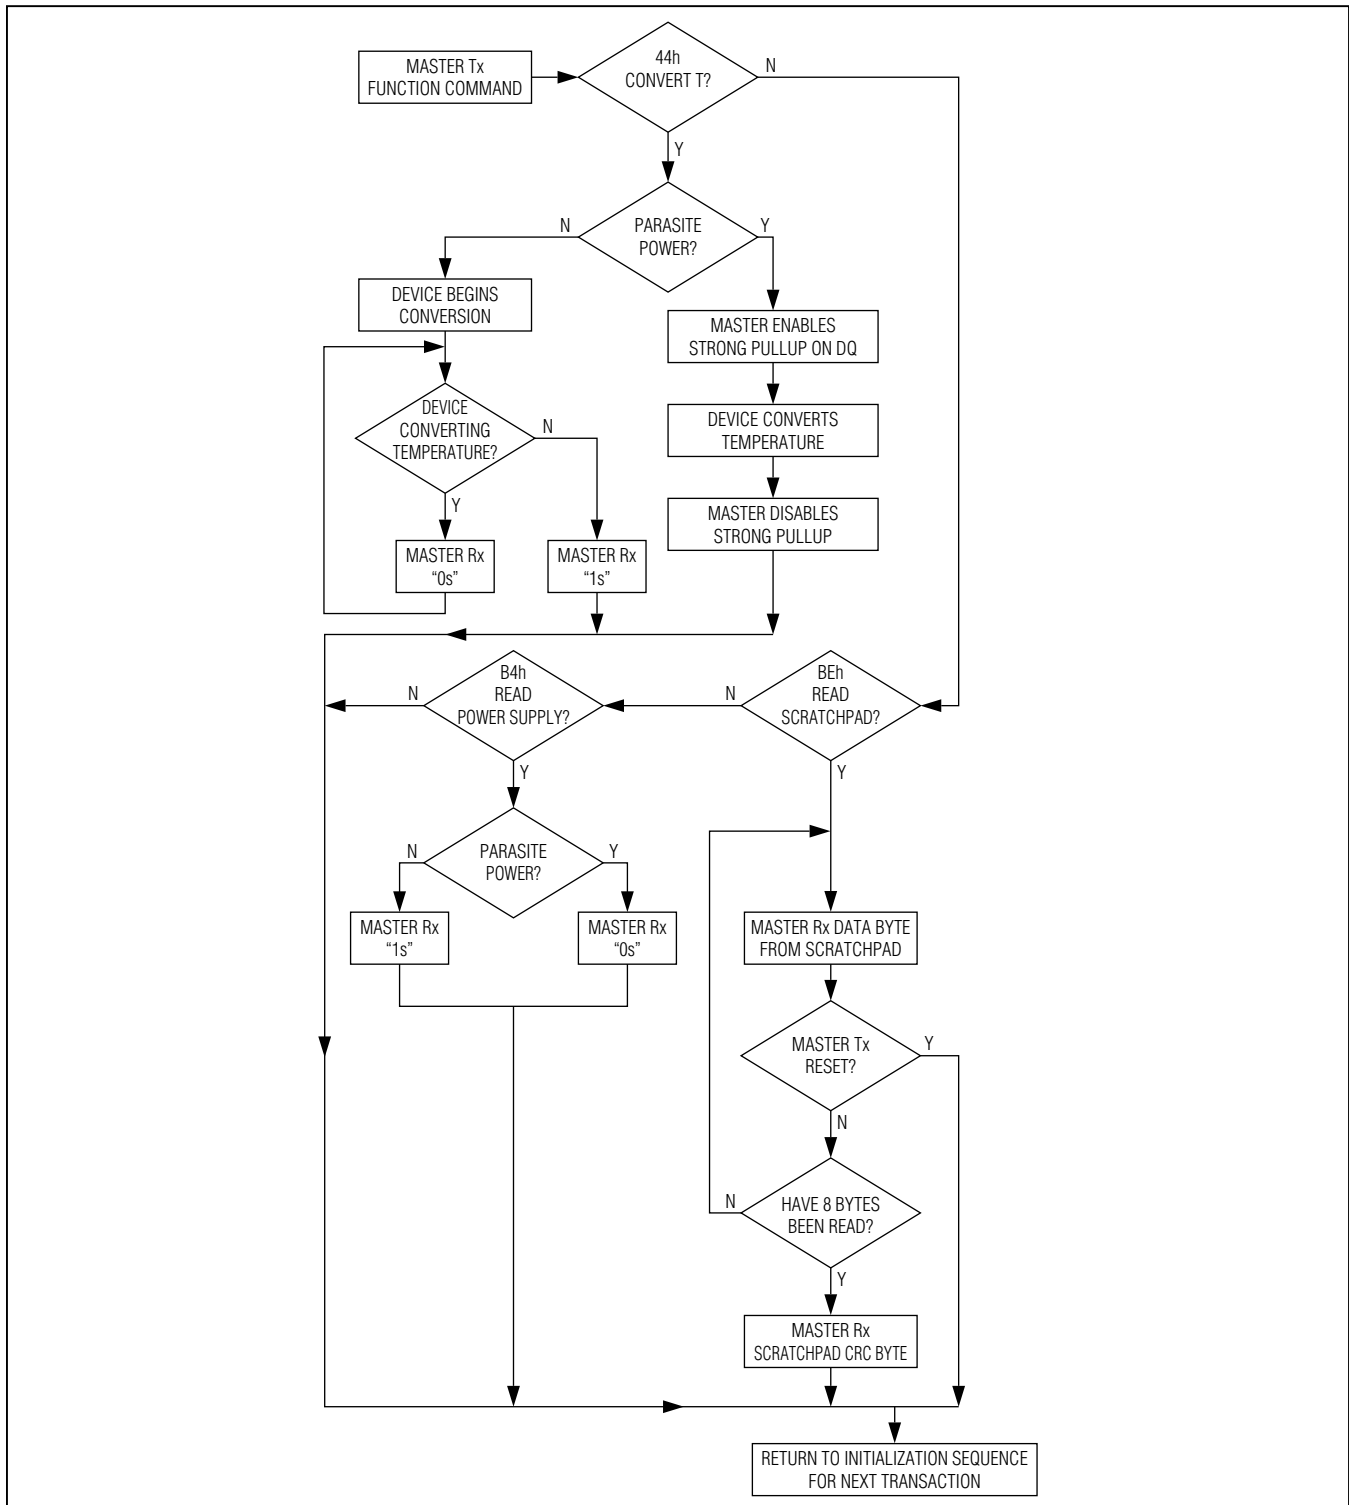 MASTER Tx
FUNCTION COMMAND
44h
CONVERT T?
N
Y
PARASITE
POWER?
N
Y
DEVICE BEGINS
CONVERSION
MASTER ENABLES
STRONG PULLUP ON DQ
DEVICE
CONVERTING
TEMPERATURE?
N
Y
DEVICE CONVERTS
TEMPERATURE
MASTER DISABLES
STRONG PULLUP
MASTER Rx
“0s”
MASTER Rx
“1s”
B4h
READ
POWER SUPPLY?
N
Y
BEh
READ
SCRATCHPAD?
N
Y
PARASITE
POWER?
N
Y
MASTER Rx
“1s”
MASTER Rx
“0s”
MASTER Rx DATA BYTE
FROM SCRATCHPAD
MASTER Tx
RESET?
Y
N
HAVE 8 BYTES
BEEN READ?
N
Y
MASTER Rx
SCRATCHPAD CRC BYTE
RETURN TO INITIALIZATION SEQUENCE
FOR NEXT TRANSACTION